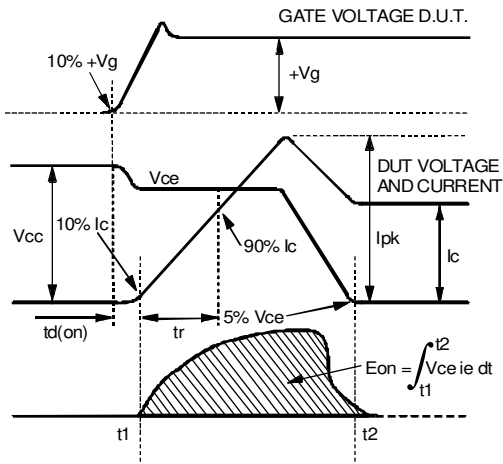 GATE VOLTAGE D.U.T.
10% +Vg
+Vg
Vce
DUT VOLTAGE
AND CURRENT
Vcc
10% Ic
90% Ic
Ipk
Ic
td(on)
tr
5% Vce
Eon = ∫ Vce ie dt
t2
t1
t1
t2